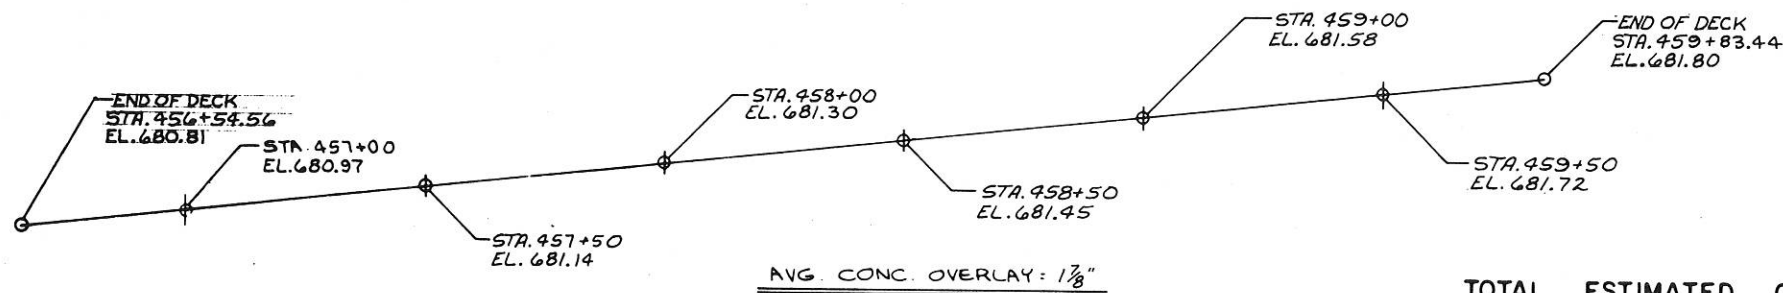 END OF DECK
STA. 456+54.56
EL. 680.81
STA. 457+00
EL. 680.97
STA. 457+50
EL. 681.14
STA. 458+00
EL. 681.30
STA. 458+50
EL. 681.45
STA. 459+00
EL. 681.58
STA. 459+50
EL. 681.72
END OF DECK
STA. 459+83.44
EL. 681.80
AVG. CONC. OVERLAY: 1⅞"
TOTAL ESTIMATED